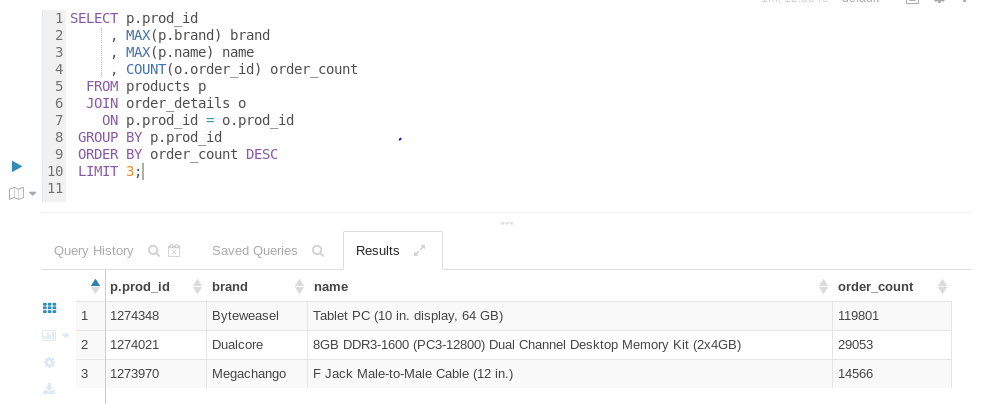 1 SELECT p.prod_id
2 , MAX(p.brand) brand
3 , MAX(p.name) name
4 , COUNT(o.order_id) order_count
5 FROM products p
6 JOIN order_details o
7 ON p.prod_id = o.prod_id
8 GROUP BY p.prod_id
9 ORDER BY order_count DESC
10 LIMIT 3;
11
Query History Saved Queries Results
p.prod_id brand name order_count
1 1274348 Byteweasel Tablet PC (10 in. display, 64 GB) 119801
2 1274021 Dualcore 8GB DDR3-1600 (PC3-12800) Dual Channel Desktop Memory Kit (2x4GB) 29053
3 1273970 Megachango F Jack Male-to-Male Cable (12 in.) 14566